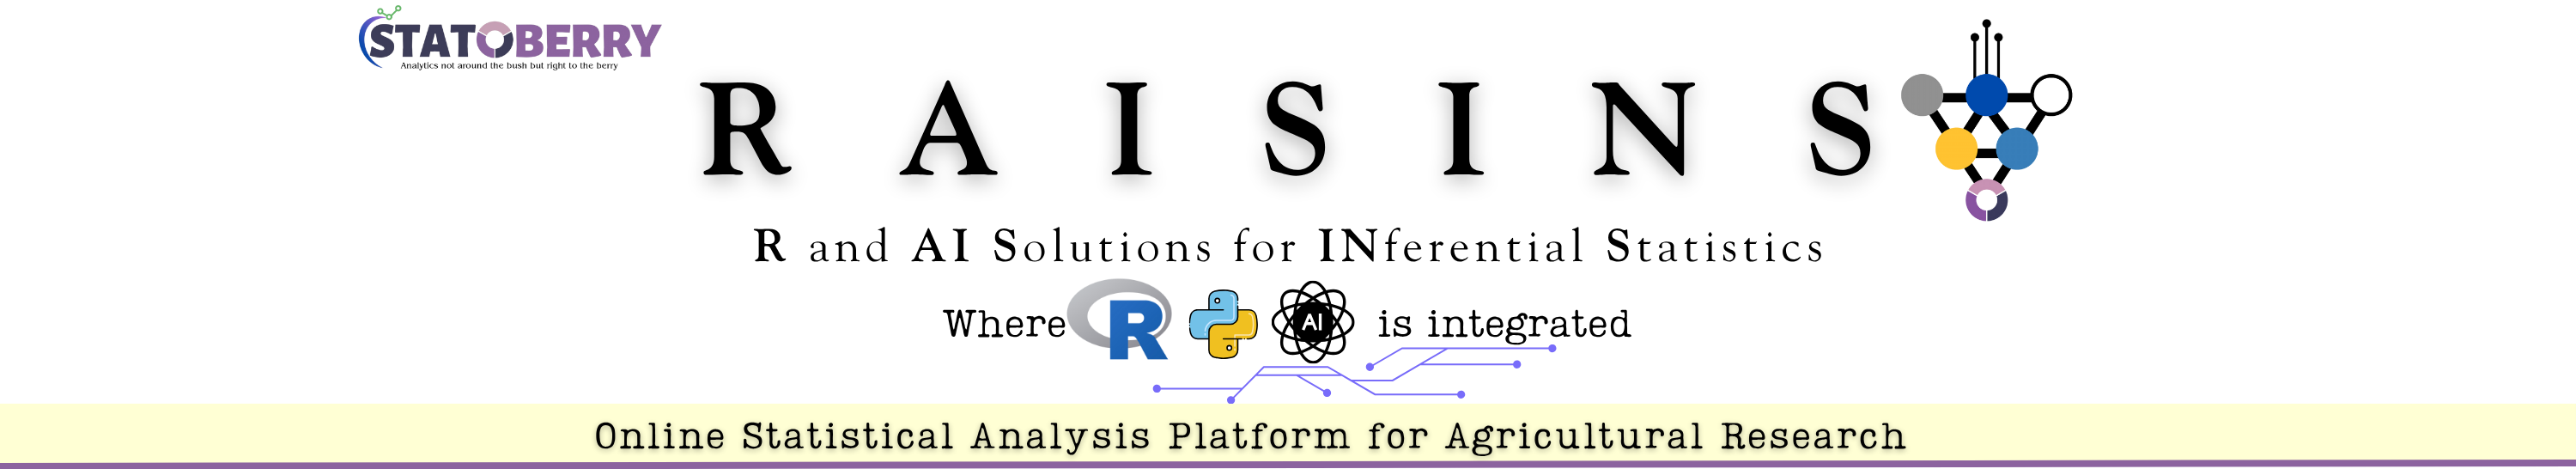 STATOBERRY
Analytics not around the bush but right to the berry
RAISINS
R and AI Solutions for INferential Statistics
Where R AI is integrated
Online Statistical Analysis Platform for Agricultural Research